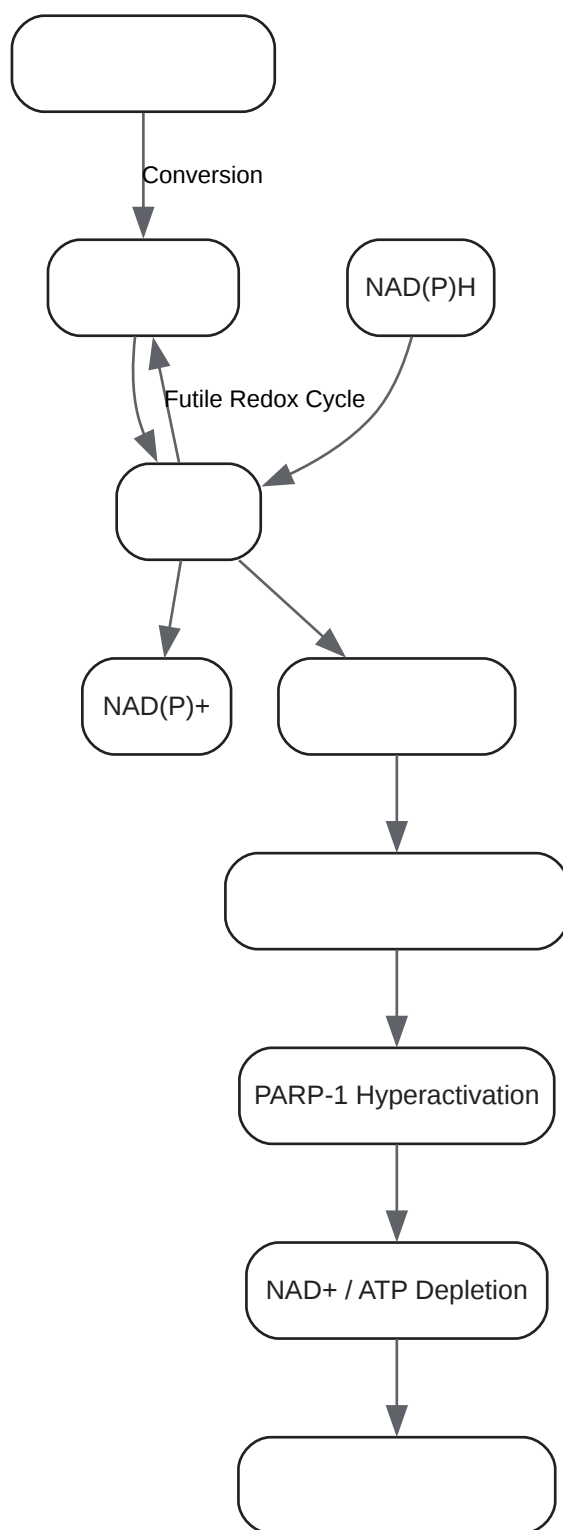 Conversion
NAD(P)H
Futile Redox Cycle
NAD(P)+
PARP-1 Hyperactivation
NAD+ / ATP Depletion